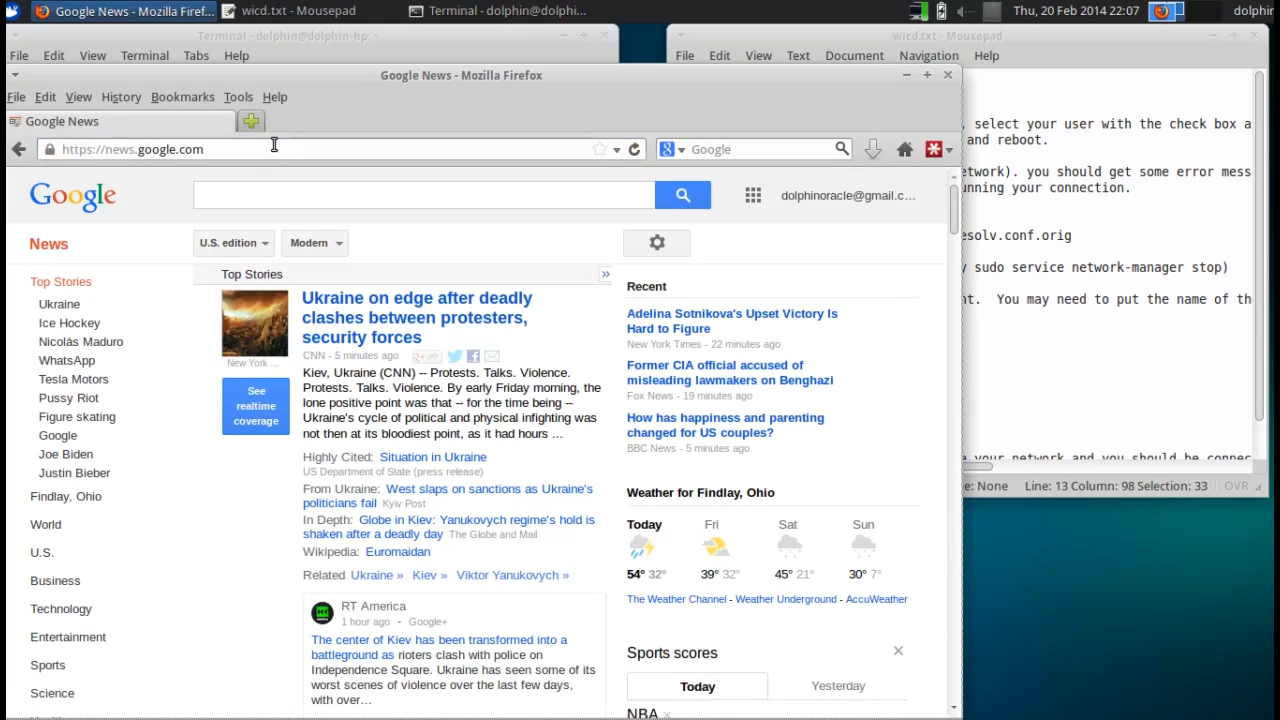 Google News - Mozilla Firef...
wicd.txt - Mousepad
Terminal - dolphin@dolphi...
Thu, 20 Feb 2014 22:07
dolphin
Terminal - dolphin@dolphin-hp: ~
File Edit View Terminal Tabs Help
wicd.txt - Mousepad
File Edit View Text Document Navigation Help
, select your user with the check box a
and reboot.
etwork). you should get some error mess
unning your connection.
esolv.conf.orig
y sudo service network-manager stop)
nt. You may need to put the name of th
e your network and you should be connec
e: None Line: 13 Column: 98 Selection: 33 OVR
Google News - Mozilla Firefox
File Edit View History Bookmarks Tools Help
Google News
https://news.google.com
Google
Google
dolphinoracle@gmail.c...
News
U.S. edition
Modern
Top Stories
Ukraine
Ice Hockey
Nicolás Maduro
WhatsApp
Tesla Motors
Pussy Riot
Figure skating
Google
Joe Biden
Justin Bieber
Findlay, Ohio
World
U.S.
Business
Technology
Entertainment
Sports
Science
Top Stories »
New York ...
See
realtime
coverage
Ukraine on edge after deadly
clashes between protesters,
security forces
CNN - 5 minutes ago
Kiev, Ukraine (CNN) -- Protests. Talks. Violence.
Protests. Talks. Violence. By early Friday morning, the
lone positive point was that -- for the time being --
Ukraine's cycle of political and physical infighting was
not then at its bloodiest point, as it had hours ...
Highly Cited: Situation in Ukraine
US Department of State (press release)
From Ukraine: West slaps on sanctions as Ukraine's
politicians fail Kyiv Post
In Depth: Globe in Kiev: Yanukovych regime's hold is
shaken after a deadly day The Globe and Mail
Wikipedia: Euromaidan
Related Ukraine » Kiev » Viktor Yanukovych »
RT America
1 hour ago - Google+
The center of Kiev has been transformed into a
battleground as rioters clash with police on
Independence Square. Ukraine has seen some of its
worst scenes of violence over the last few days,
with over...
Recent
Adelina Sotnikova's Upset Victory Is
Hard to Figure
New York Times - 22 minutes ago
Former CIA official accused of
misleading lawmakers on Benghazi
Fox News - 19 minutes ago
How has happiness and parenting
changed for US couples?
BBC News - 5 minutes ago
Weather for Findlay, Ohio
Today Fri Sat Sun
54° 32° 39° 32° 45° 21° 30° 7°
The Weather Channel - Weather Underground - AccuWeather
Sports scores
Today Yesterday
NBA